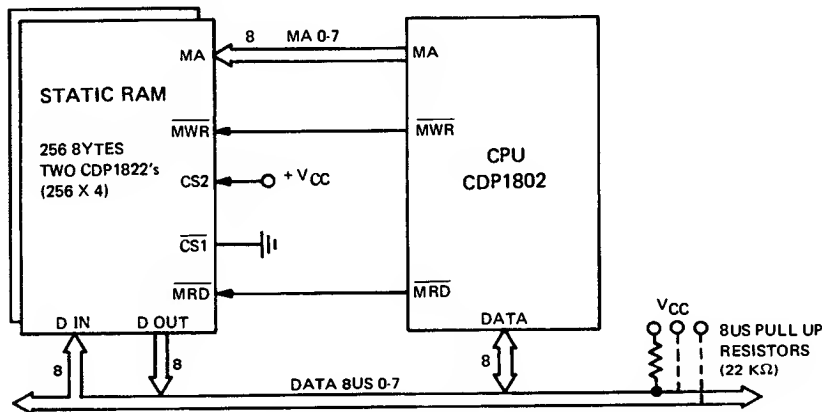 8 MA 0-7
MA
MA
STATIC RAM
MWR
MWR
256 8YTES
TWO CDP1822's
(256 X 4)
CPU
CDP1802
CS2
+ VCC
CS1
MRD
MRD
D IN
D OUT
DATA
VCC
8US PULL UP
RESISTORS
(22 KΩ)
8
8
8
DATA 8US 0-7